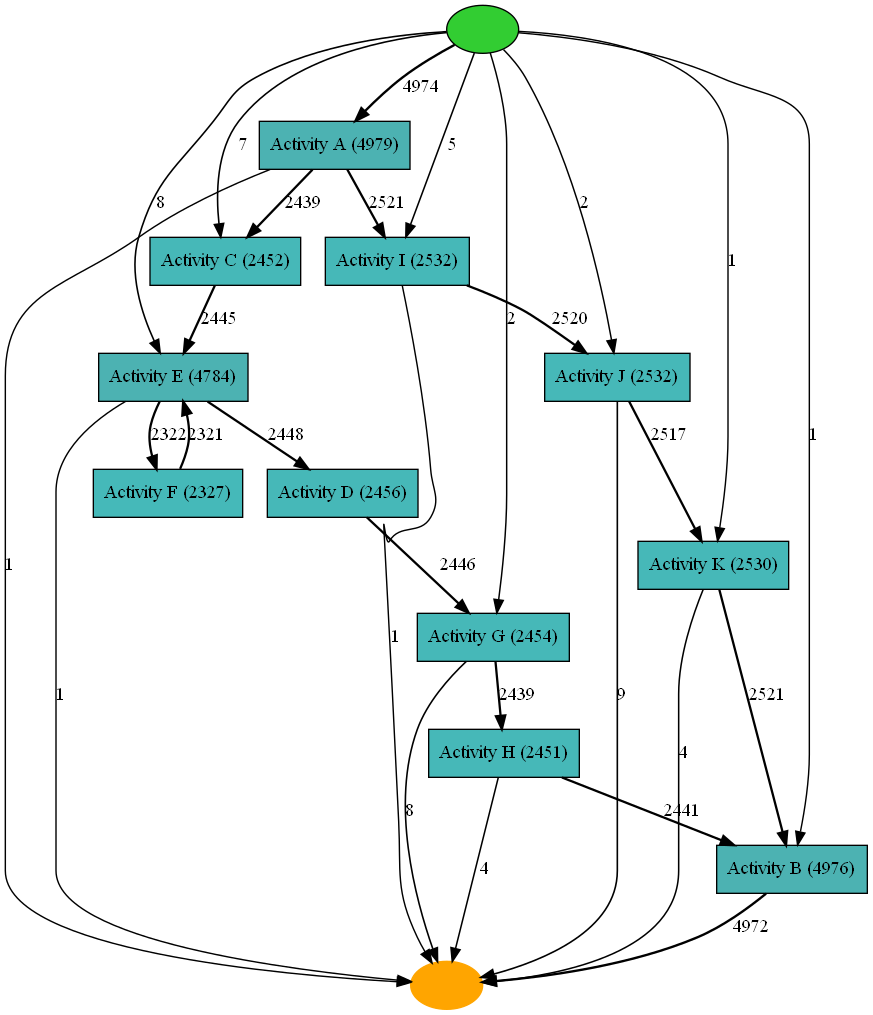 4974
Activity A (4979)
7
5
8
2439
2521
2
Activity C (2452)
Activity I (2532)
1
2445
2
2520
Activity E (4784)
Activity J (2532)
2322
2321
2448
2517
1
Activity F (2327)
Activity D (2456)
1
2446
Activity K (2530)
Activity G (2454)
1
1
2439
9
2521
4
Activity H (2451)
8
2441
4
Activity B (4976)
4972